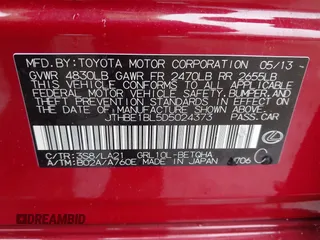 MFD.BY: TOYOTA MOTOR CORPORATION 05/13
GVWR 4830LB GAWR FR 2470LB RR 2655LB
THIS VEHICLE CONFORMS TO ALL APPLICABLE
FEDERAL MOTOR VEHICLE SAFETY, BUMPER, AND
THEFT PREVENTION STANDARDS IN EFFECT ON
THE DATE OF MANUFACTURE SHOWN ABOVE.
JTHBE1BL5D5024373 PASS.CAR
C/TR: 3S8/LA21 GRL10L-BETQHA
A/TM: B02A/A760E MADE IN JAPAN J706